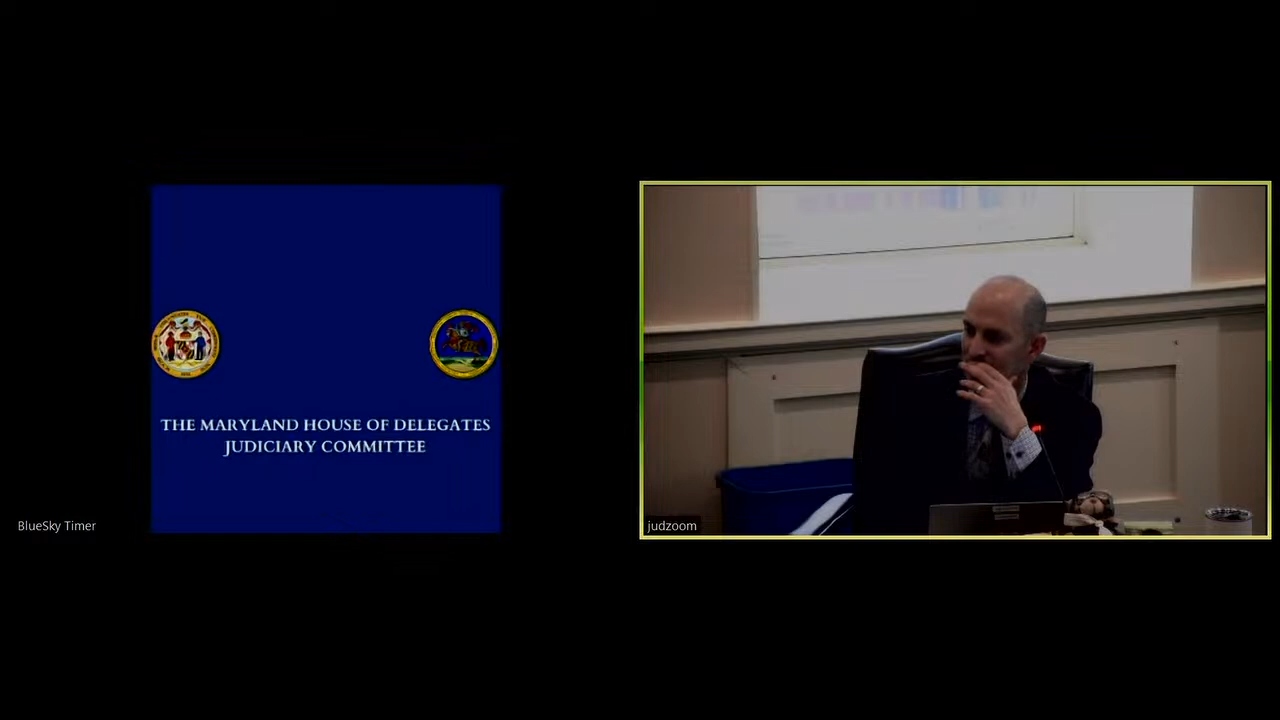 THE MARYLAND HOUSE OF DELEGATES
JUDICIARY COMMITTEE
BlueSky Timer
judzoom